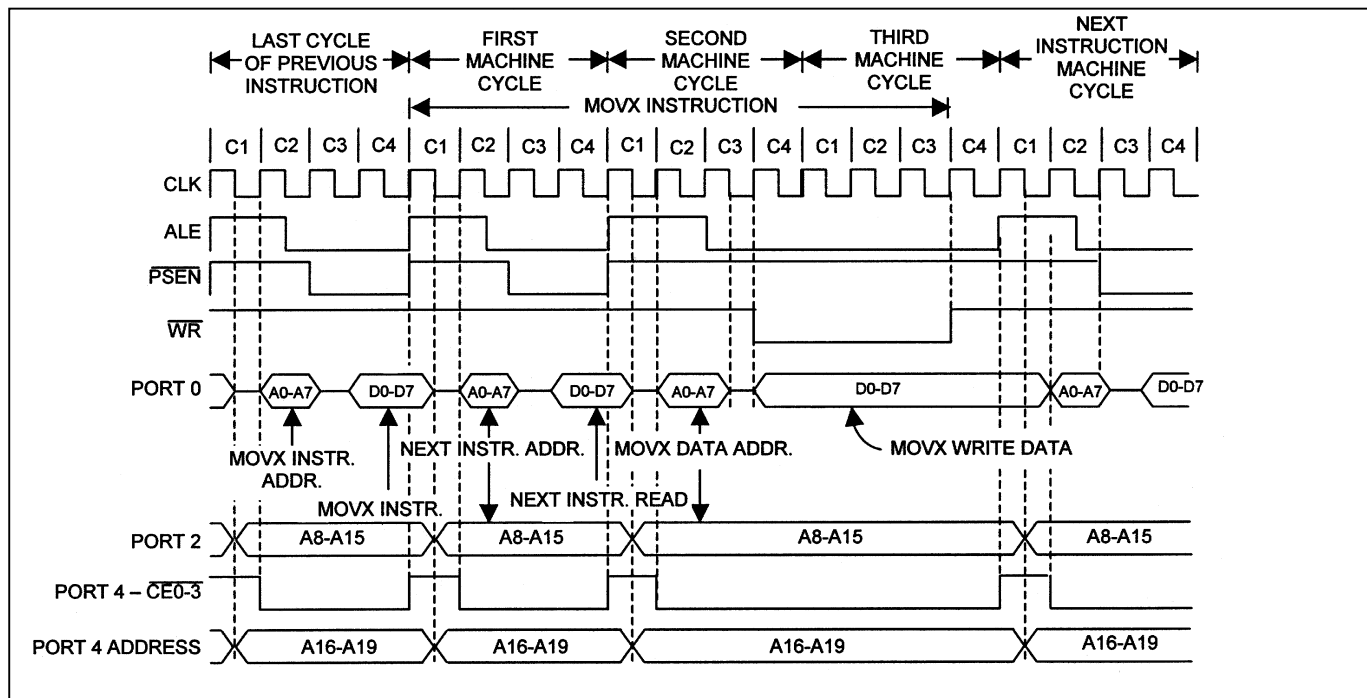 LAST CYCLE
OF PREVIOUS
INSTRUCTION
FIRST
MACHINE
CYCLE
SECOND
MACHINE
CYCLE
THIRD
MACHINE
CYCLE
NEXT
INSTRUCTION
MACHINE
CYCLE
MOVX INSTRUCTION
C1 C2 C3 C4 C1 C2 C3 C4 C1 C2 C3 C4 C1 C2 C3 C4 C1 C2 C3 C4
CLK
ALE
PSEN
WR
PORT 0 A0-A7 D0-D7 A0-A7 D0-D7 A0-A7 D0-D7 A0-A7 D0-D7
MOVX INSTR.
ADDR.
NEXT INSTR. ADDR.
MOVX DATA ADDR.
MOVX WRITE DATA
MOVX INSTR.
NEXT INSTR. READ
PORT 2 A8-A15 A8-A15 A8-A15 A8-A15
PORT 4 – CE0-3
PORT 4 ADDRESS A16-A19 A16-A19 A16-A19 A16-A19